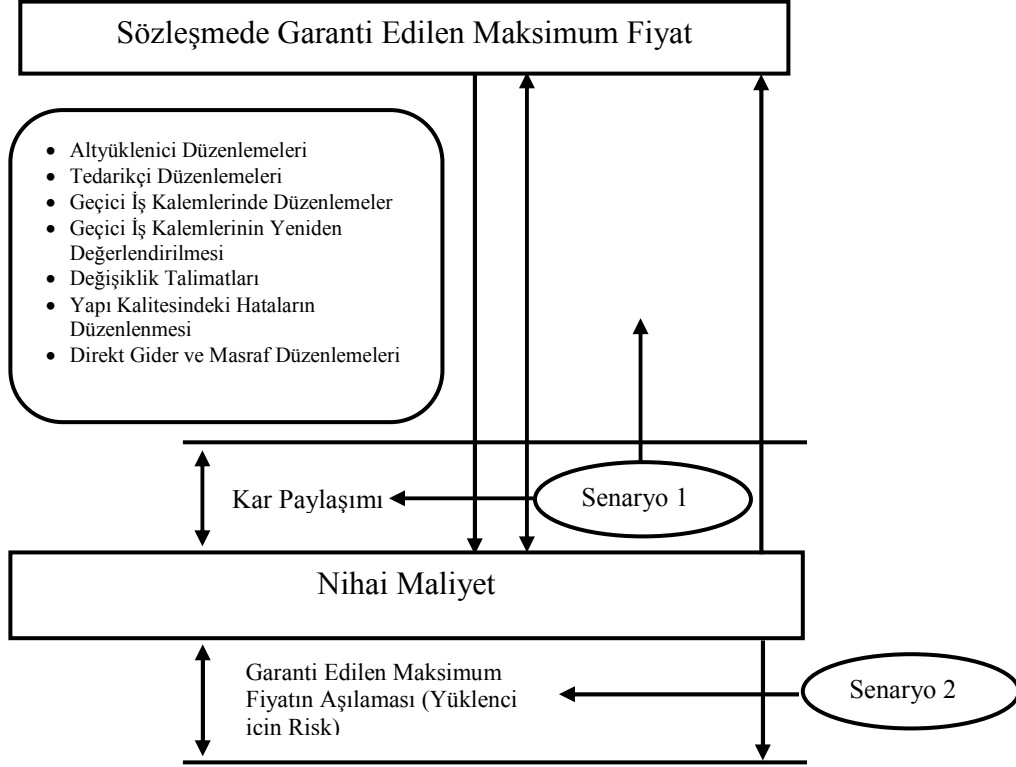 Sözleşmede Garanti Edilen Maksimum Fiyat
• Altyüklenici Düzenlemeleri
• Tedarikçi Düzenlemeleri
• Geçici İş Kalemlerinde Düzenlemeler
• Geçici İş Kalemlerinin Yeniden
Değerlendirilmesi
• Değişiklik Talimatları
• Yapı Kalitesindeki Hataların
Düzenlenmesi
• Direkt Gider ve Masraf Düzenlemeleri
Kar Paylaşımı
Senaryo 1
Nihai Maliyet
Garanti Edilen Maksimum
Fiyatın Aşılaması (Yüklenci
icin Risk)
Senaryo 2